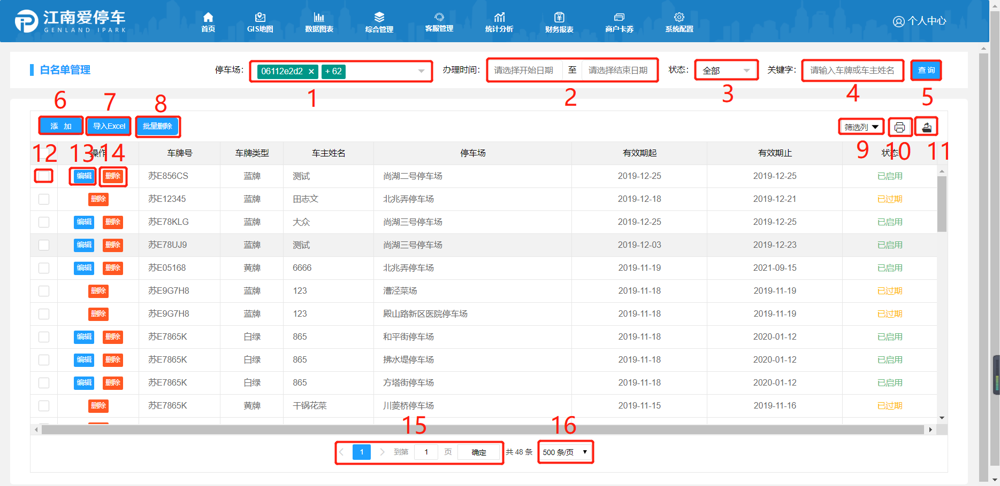 江南爱停车
GENLAND IPARK
首页
GIS地图
数据图表
综合管理
客服管理
统计分析
财务报表
商户卡券
系统配置
个人中心
白名单管理
停车场： 06112e2d2 × + 62
办理时间： 请选择开始日期 至 请选择结束日期
状态： 全部
关键字： 请输入车牌或车主姓名
查询
1 2 3 4 5
6 7 8
添 加 导入Excel 批量删除
筛选列
9 10 11
12 13 14
操作 车牌号 车牌类型 车主姓名 停车场 有效期起 有效期止 状态
编辑 删除 苏E856CS 蓝牌 测试 尚湖二号停车场 2019-12-25 2019-12-25 已启用
删除 苏E12345 蓝牌 田志文 北兆弄停车场 2019-12-18 2019-12-21 已过期
编辑 删除 苏E78KLG 蓝牌 大众 尚湖三号停车场 2019-12-25 2019-12-25 已启用
编辑 删除 苏E78UJ9 蓝牌 测试 尚湖三号停车场 2019-12-03 2019-12-23 已启用
编辑 删除 苏E05168 黄牌 6666 北兆弄停车场 2019-11-19 2021-09-15 已启用
删除 苏E9G7H8 蓝牌 123 漕泾菜场 2019-11-18 2019-11-19 已过期
删除 苏E9G7H8 蓝牌 123 殿山路新区医院停车场 2019-11-18 2019-11-19 已过期
编辑 删除 苏E7865K 白绿 865 和平街停车场 2019-11-18 2020-01-12 已启用
编辑 删除 苏E7865K 白绿 865 拂水堤停车场 2019-11-18 2020-01-12 已启用
编辑 删除 苏E7865K 白绿 865 方塔街停车场 2019-11-18 2020-01-12 已启用
删除 苏E7865K 黄牌 干锅花菜 川菱桥停车场 2019-11-15 2019-11-16 已过期
15 16
1 到第 1 页 确定 共 48 条 500 条/页